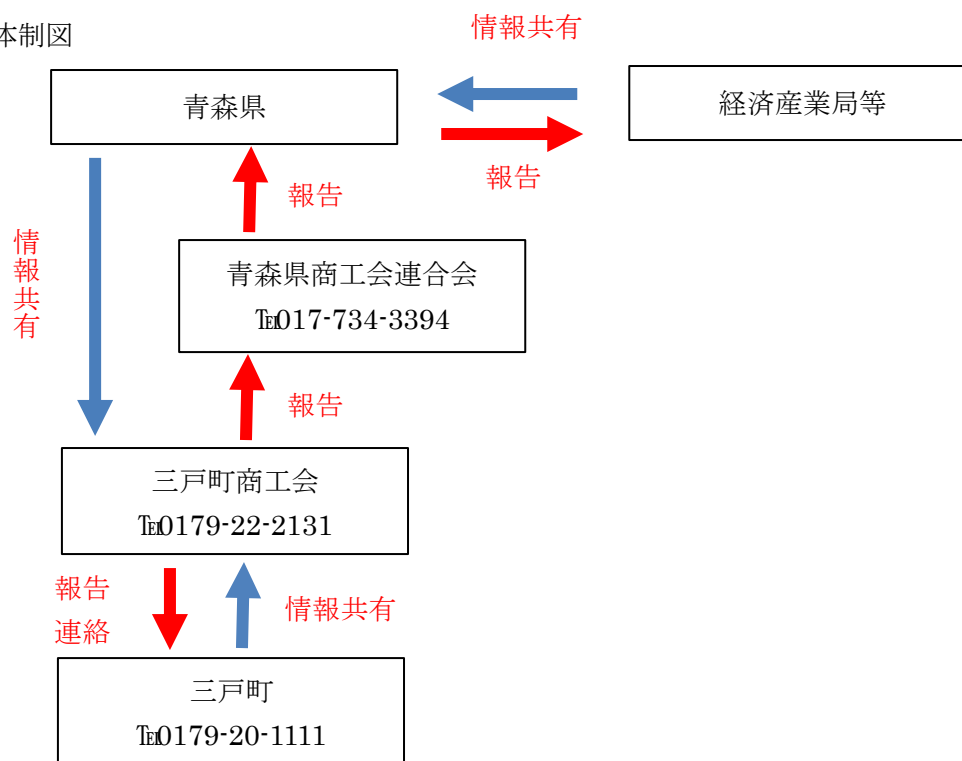 体制図
情報共有
青森県
経済産業局等
報告
報告
情報共有
青森県商工会連合会
℡017-734-3394
報告
三戸町商工会
℡0179-22-2131
報告
連絡
情報共有
三戸町
℡0179-20-1111